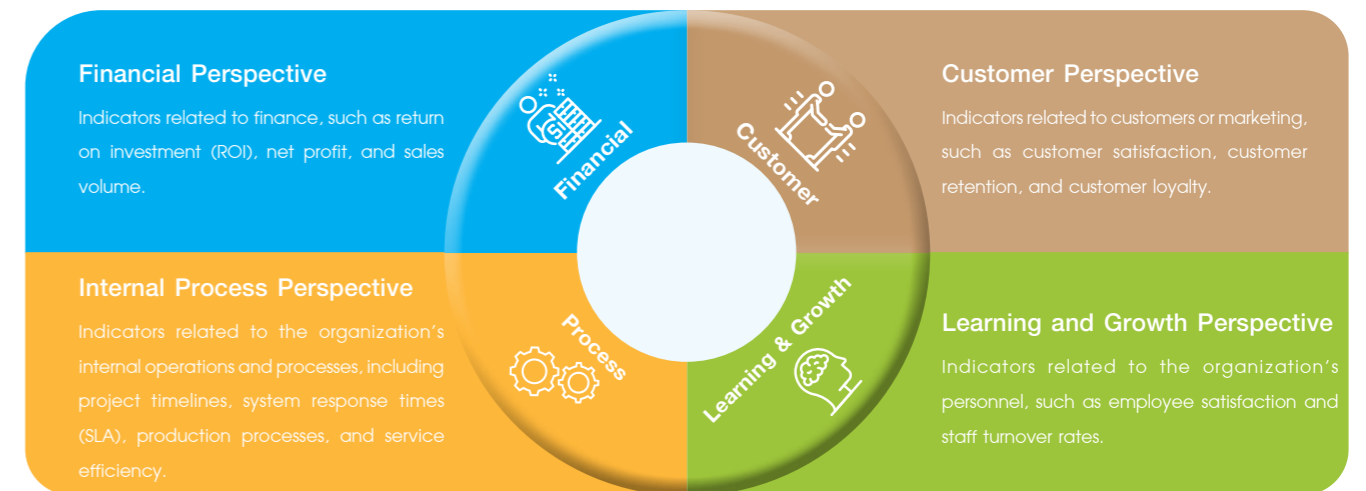 Financial Perspective
Indicators related to finance, such as return
on investment (ROI), net profit, and sales
volume.
Financial
Customer
Customer Perspective
Indicators related to customers or marketing,
such as customer satisfaction, customer
retention, and customer loyalty.
Internal Process Perspective
Indicators related to the organization's
internal operations and processes, including
project timelines, system response times
(SLA), production processes, and service
efficiency.
Process
Learning & Growth
Learning and Growth Perspective
Indicators related to the organization's
personnel, such as employee satisfaction and
staff turnover rates.